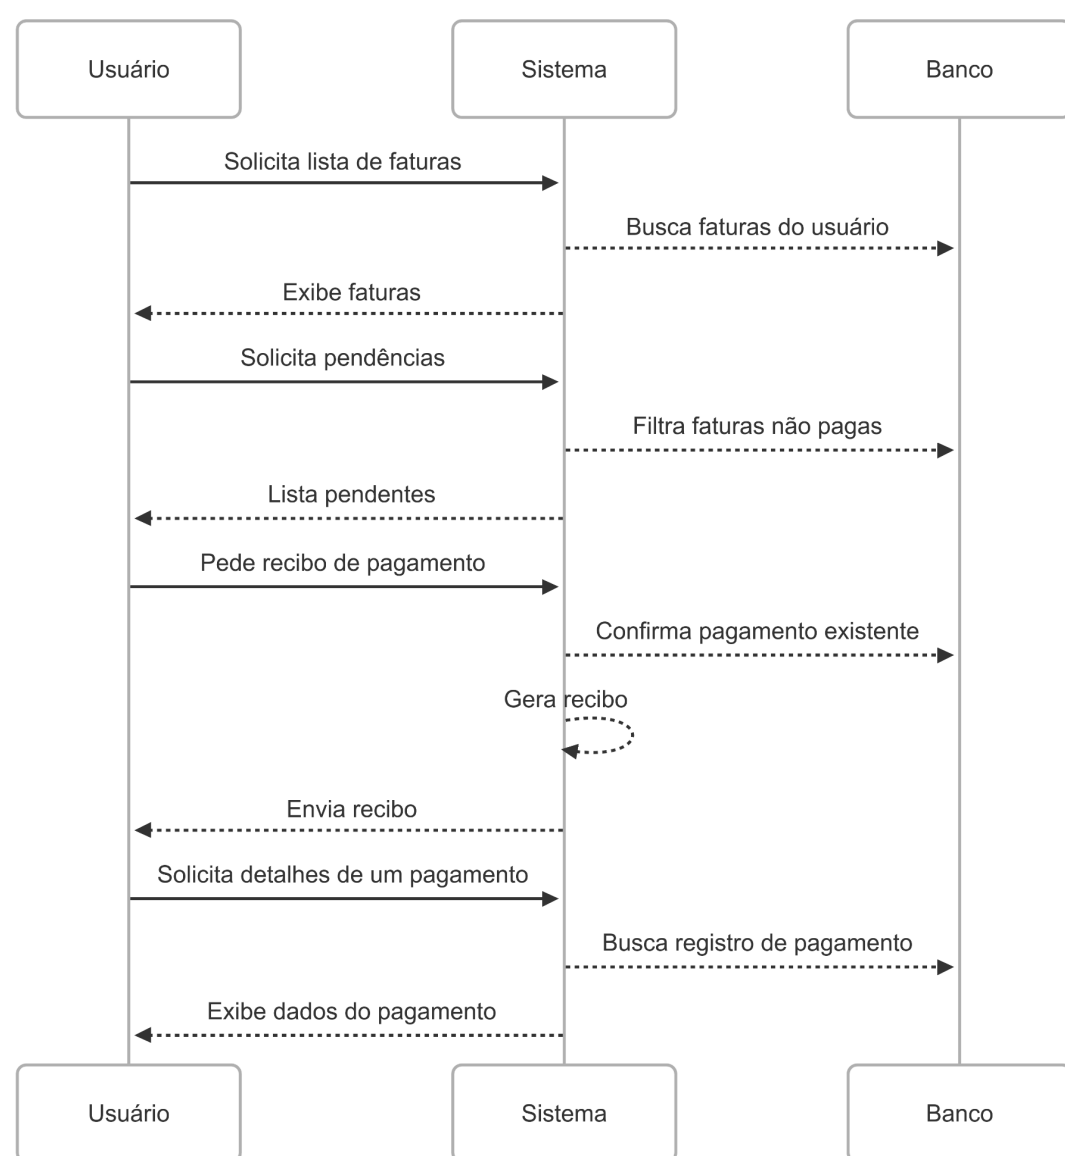 Usuário
Sistema
Banco
Solicita lista de faturas
Busca faturas do usuário
Exibe faturas
Solicita pendências
Filtra faturas não pagas
Lista pendentes
Pede recibo de pagamento
Confirma pagamento existente
Gera recibo
Envia recibo
Solicita detalhes de um pagamento
Busca registro de pagamento
Exibe dados do pagamento
Usuário
Sistema
Banco